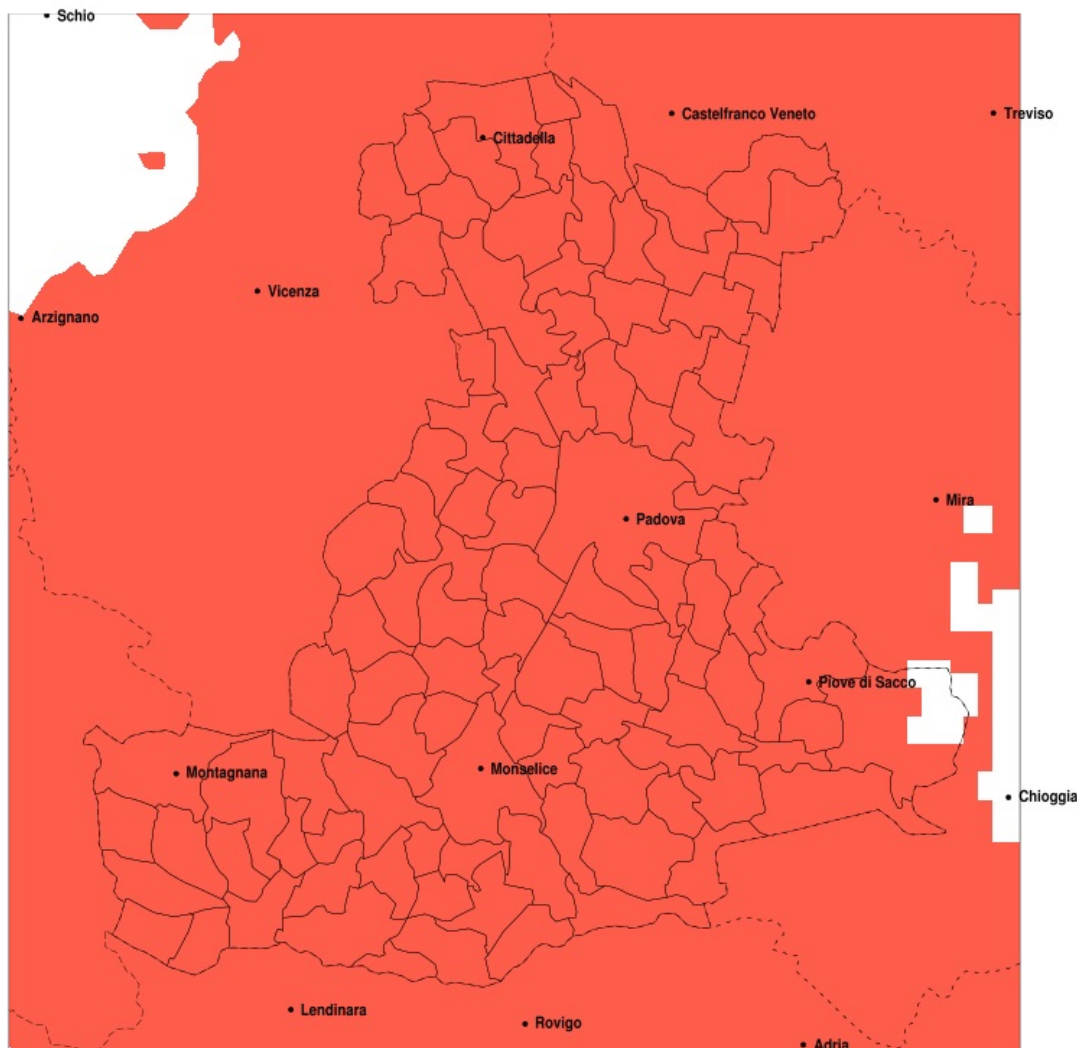 Schio
Castelfranco Veneto
Treviso
Cittadella
Vicenza
Arzignano
Mira
Padova
Piove di Sacco
Montagnana
Monselice
Chioggia
Lendinara
Rovigo
Adria